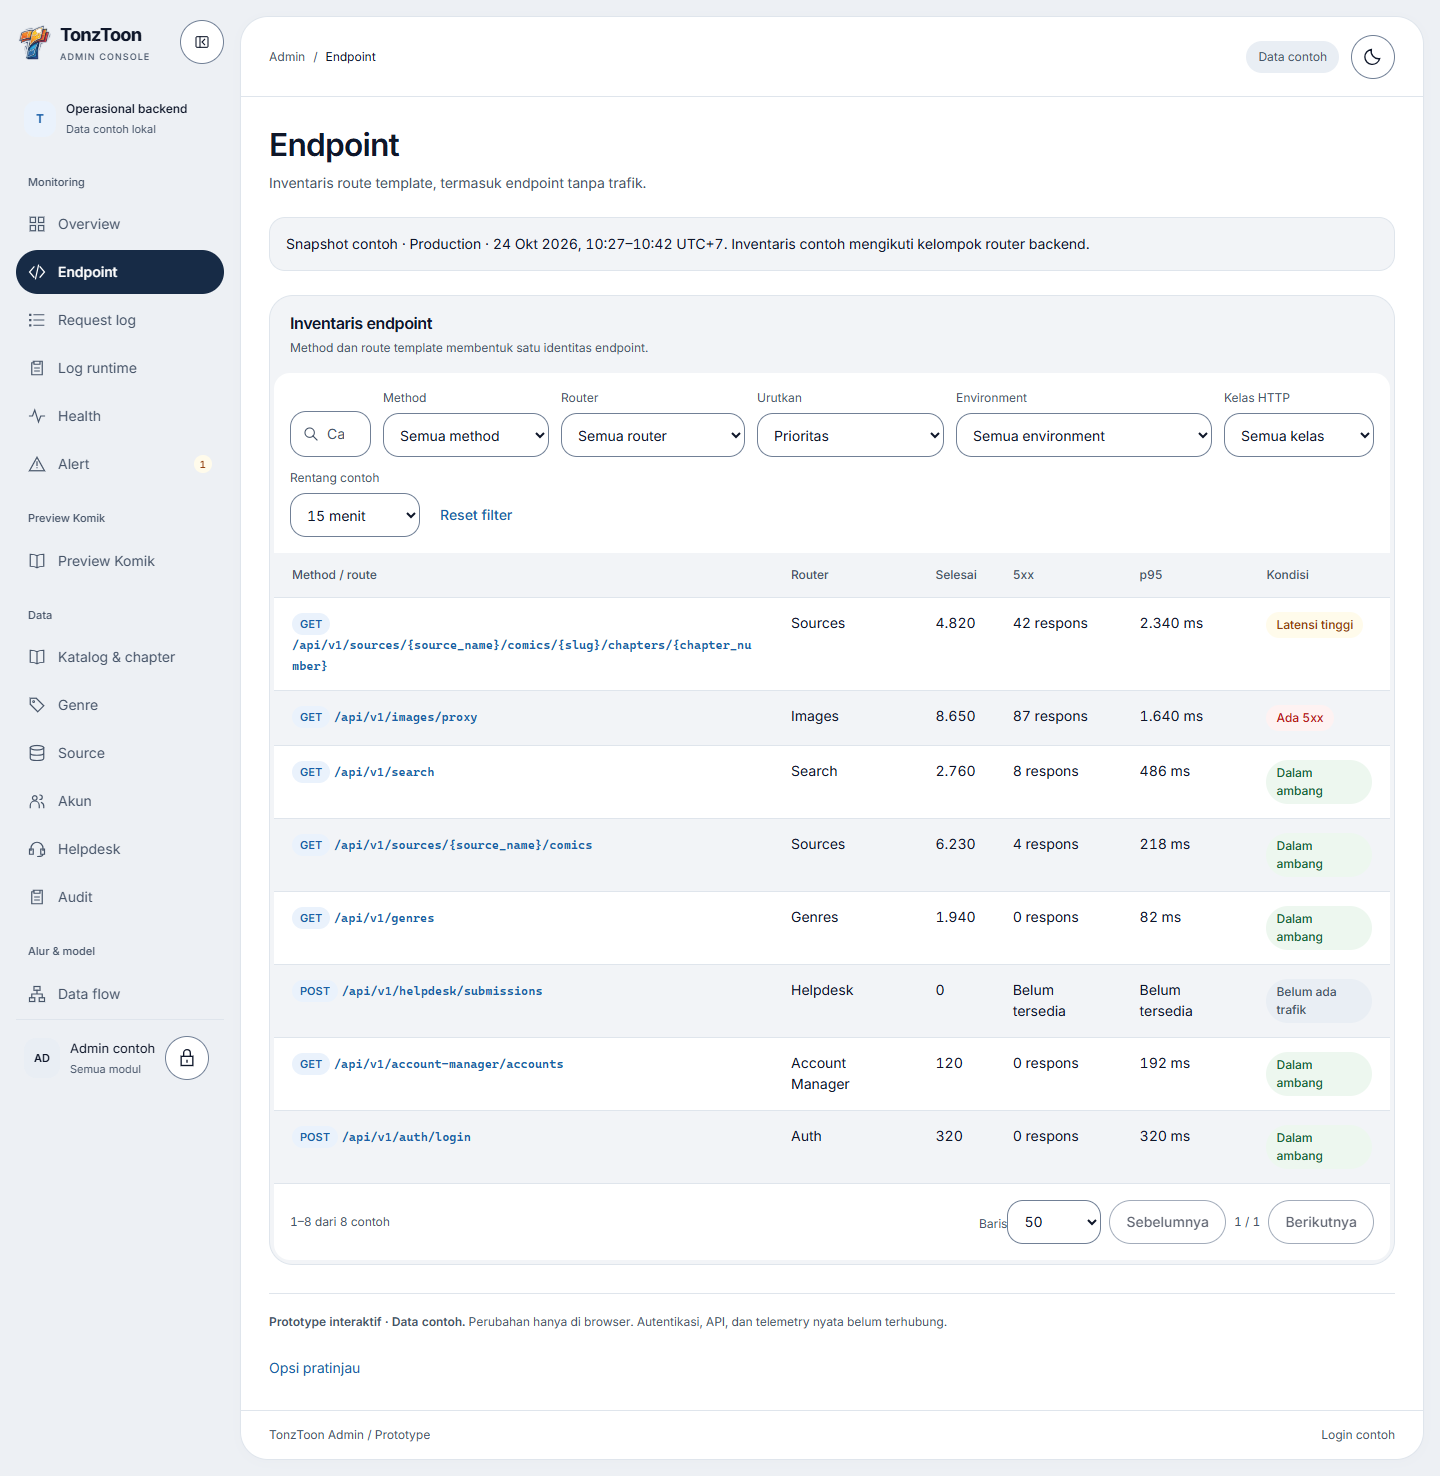 TonzToon
ADMIN CONSOLE
T
Operasional backend
Data contoh lokal
Monitoring
Overview
Endpoint
Request log
Log runtime
Health
Alert
1
Preview Komik
Preview Komik
Data
Katalog & chapter
Genre
Source
Akun
Helpdesk
Audit
Alur & model
Data flow
AD
Admin contoh
Semua modul
Admin / Endpoint
Data contoh
Endpoint
Inventaris route template, termasuk endpoint tanpa trafik.
Snapshot contoh · Production · 24 Okt 2026, 10:27–10:42 UTC+7. Inventaris contoh mengikuti kelompok router backend.
Inventaris endpoint
Method dan route template membentuk satu identitas endpoint.
Method Router Urutkan Environment Kelas HTTP
Ca Semua method Semua router Prioritas Semua environment Semua kelas
Rentang contoh
15 menit Reset filter
Method / route Router Selesai 5xx p95 Kondisi
GET Sources 4.820 42 respons 2.340 ms Latensi tinggi
/api/v1/sources/{source_name}/comics/{slug}/chapters/{chapter_nu
mber}
GET /api/v1/images/proxy Images 8.650 87 respons 1.640 ms Ada 5xx
GET /api/v1/search Search 2.760 8 respons 486 ms Dalam
ambang
GET /api/v1/sources/{source_name}/comics Sources 6.230 4 respons 218 ms Dalam
ambang
GET /api/v1/genres Genres 1.940 0 respons 82 ms Dalam
ambang
POST /api/v1/helpdesk/submissions Helpdesk 0 Belum Belum Belum ada
tersedia tersedia trafik
GET /api/v1/account-manager/accounts Account 120 0 respons 192 ms Dalam
Manager ambang
POST /api/v1/auth/login Auth 320 0 respons 320 ms Dalam
ambang
1–8 dari 8 contoh Baris 50 Sebelumnya 1 / 1 Berikutnya
Prototype interaktif · Data contoh. Perubahan hanya di browser. Autentikasi, API, dan telemetry nyata belum terhubung.
Opsi pratinjau
TonzToon Admin / Prototype Login contoh